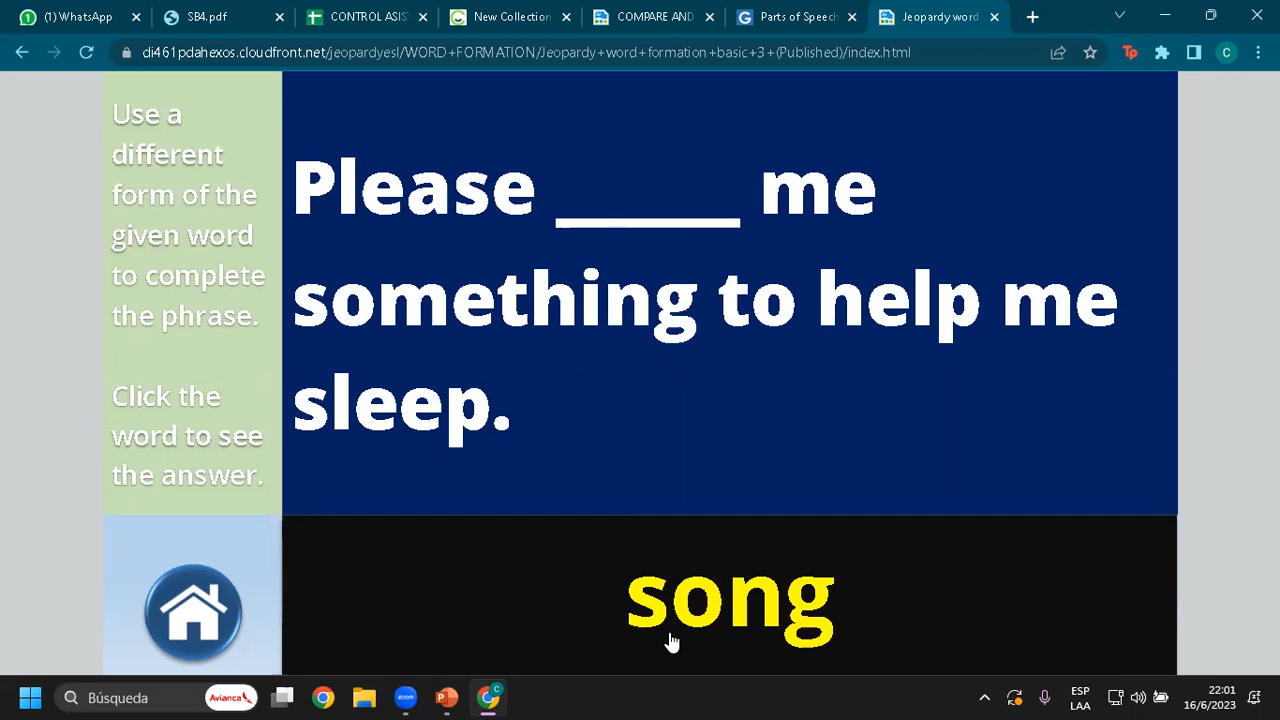 (1) WhatsApp
SB4.pdf
CONTROL ASIS
New Collection
COMPARE AND
Parts of Speech
Jeopardy word
di461pdahexos.cloudfront.net/jeopardyesl/WORD+FORMATION/Jeopardy+word+formation+basic+3+(Published)/index.html
Use a
different
form of the
given word
to complete
the phrase.
Click the
word to see
the answer.
Please _____ me
something to help me
sleep.
song
Búsqueda
Avianca
ESP
LAA
22:01
16/6/2023